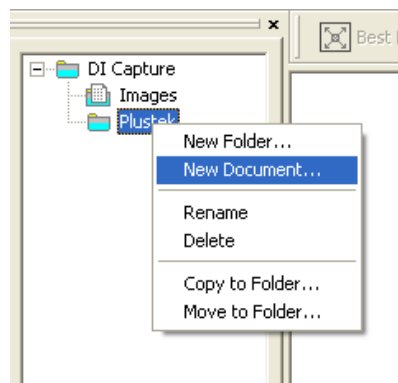 Best
DI Capture
Images
Plustek
New Folder...
New Document...
Rename
Delete
Copy to Folder...
Move to Folder...